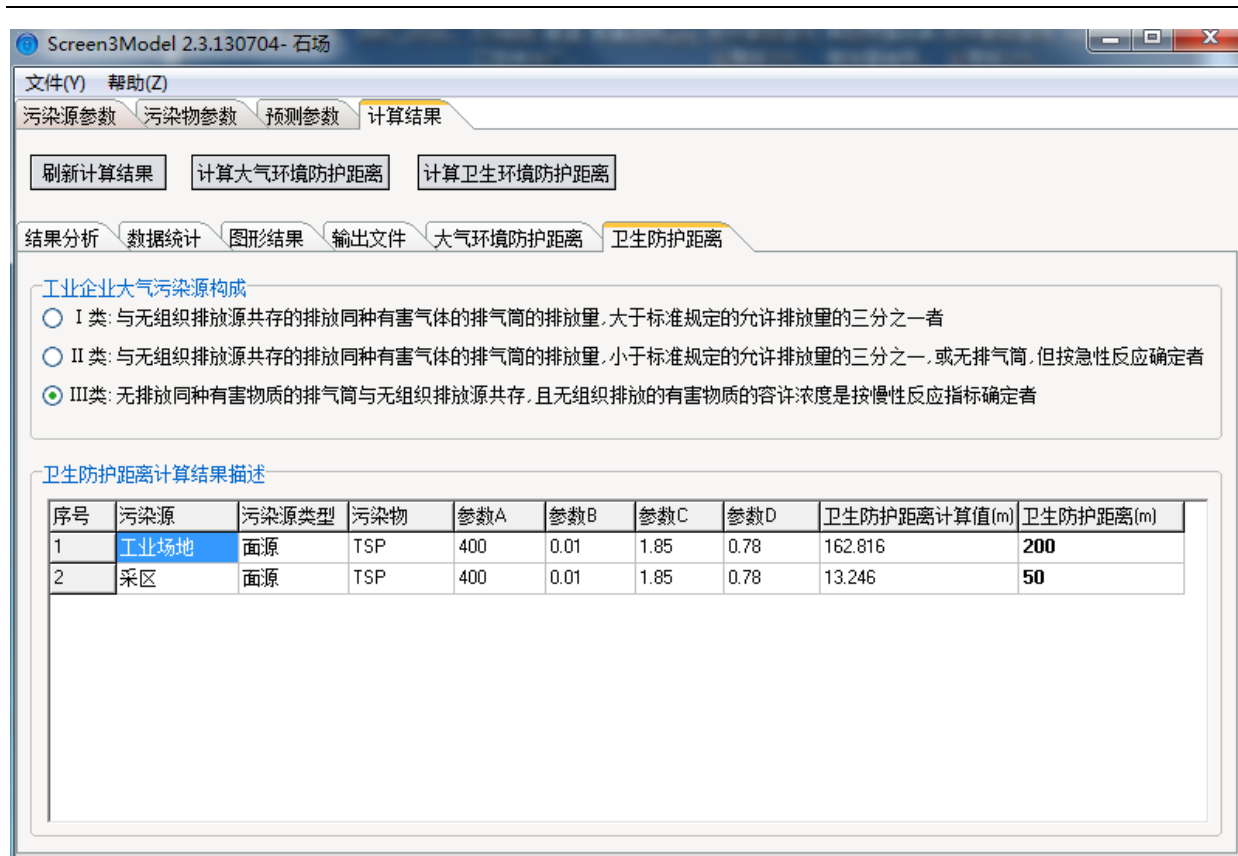 Screen3Model 2.3.130704- 石场
文件(Y) 帮助(Z)
污染源参数 污染物参数 预测参数 计算结果
刷新计算结果 计算大气环境防护距离 计算卫生环境防护距离
结果分析 数据统计 图形结果 输出文件 大气环境防护距离 卫生防护距离
工业企业大气污染源构成
I 类: 与无组织排放源共存的排放同种有害气体的排气筒的排放量,大于标准规定的允许排放量的三分之一者
II 类: 与无组织排放源共存的排放同种有害气体的排气筒的排放量,小于标准规定的允许排放量的三分之一,或无排气筒,但按急性反应确定者
III类: 无排放同种有害物质的排气筒与无组织排放源共存,且无组织排放的有害物质的容许浓度是按慢性反应指标确定者
卫生防护距离计算结果描述
序号 污染源 污染源类型 污染物 参数A 参数B 参数C 参数D 卫生防护距离计算值(m) 卫生防护距离(m)
1 工业场地 面源 TSP 400 0.01 1.85 0.78 162.816 200
2 采区 面源 TSP 400 0.01 1.85 0.78 13.246 50